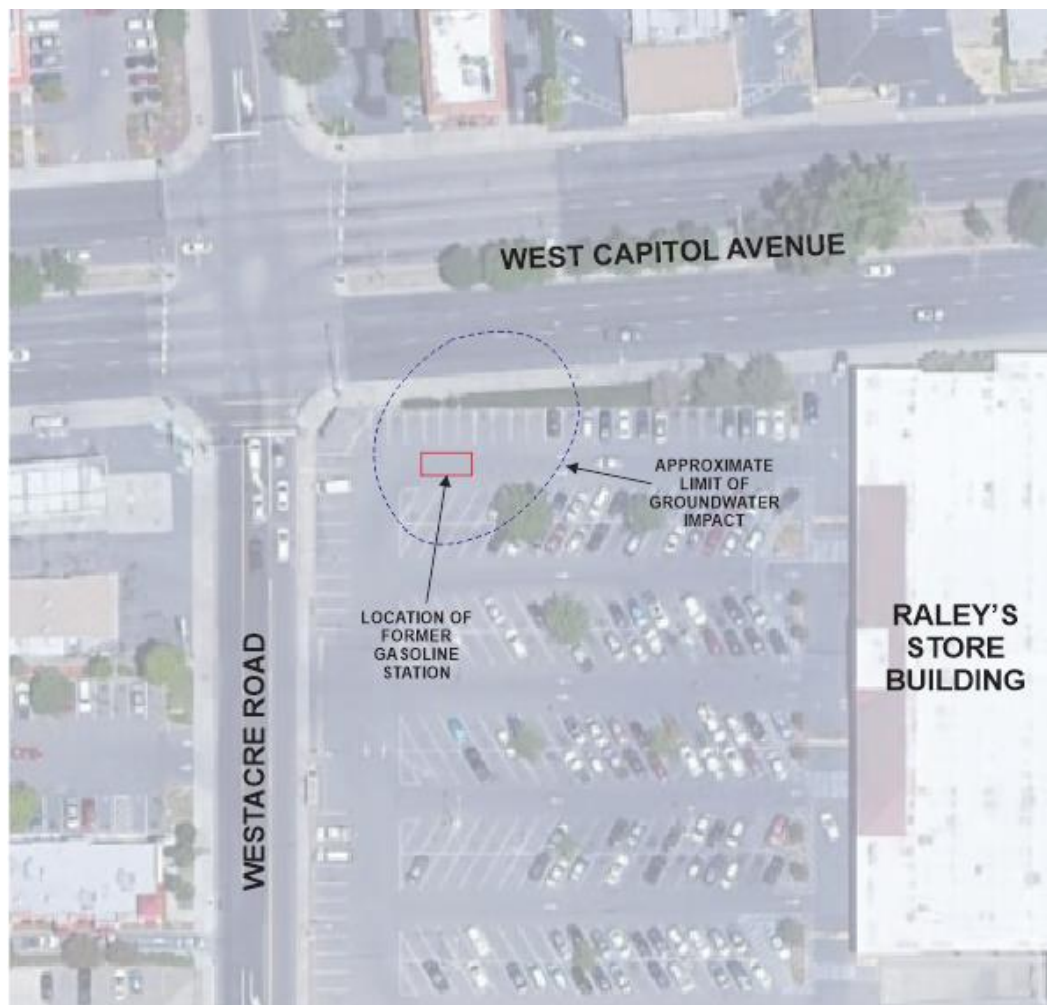 WEST CAPITOL AVENUE
APPROXIMATE
LIMIT OF
GROUNDWATER
IMPACT
LOCATION OF
FORMER
GASOLINE
STATION
RALEY'S
STORE
BUILDING
WESTACRE ROAD